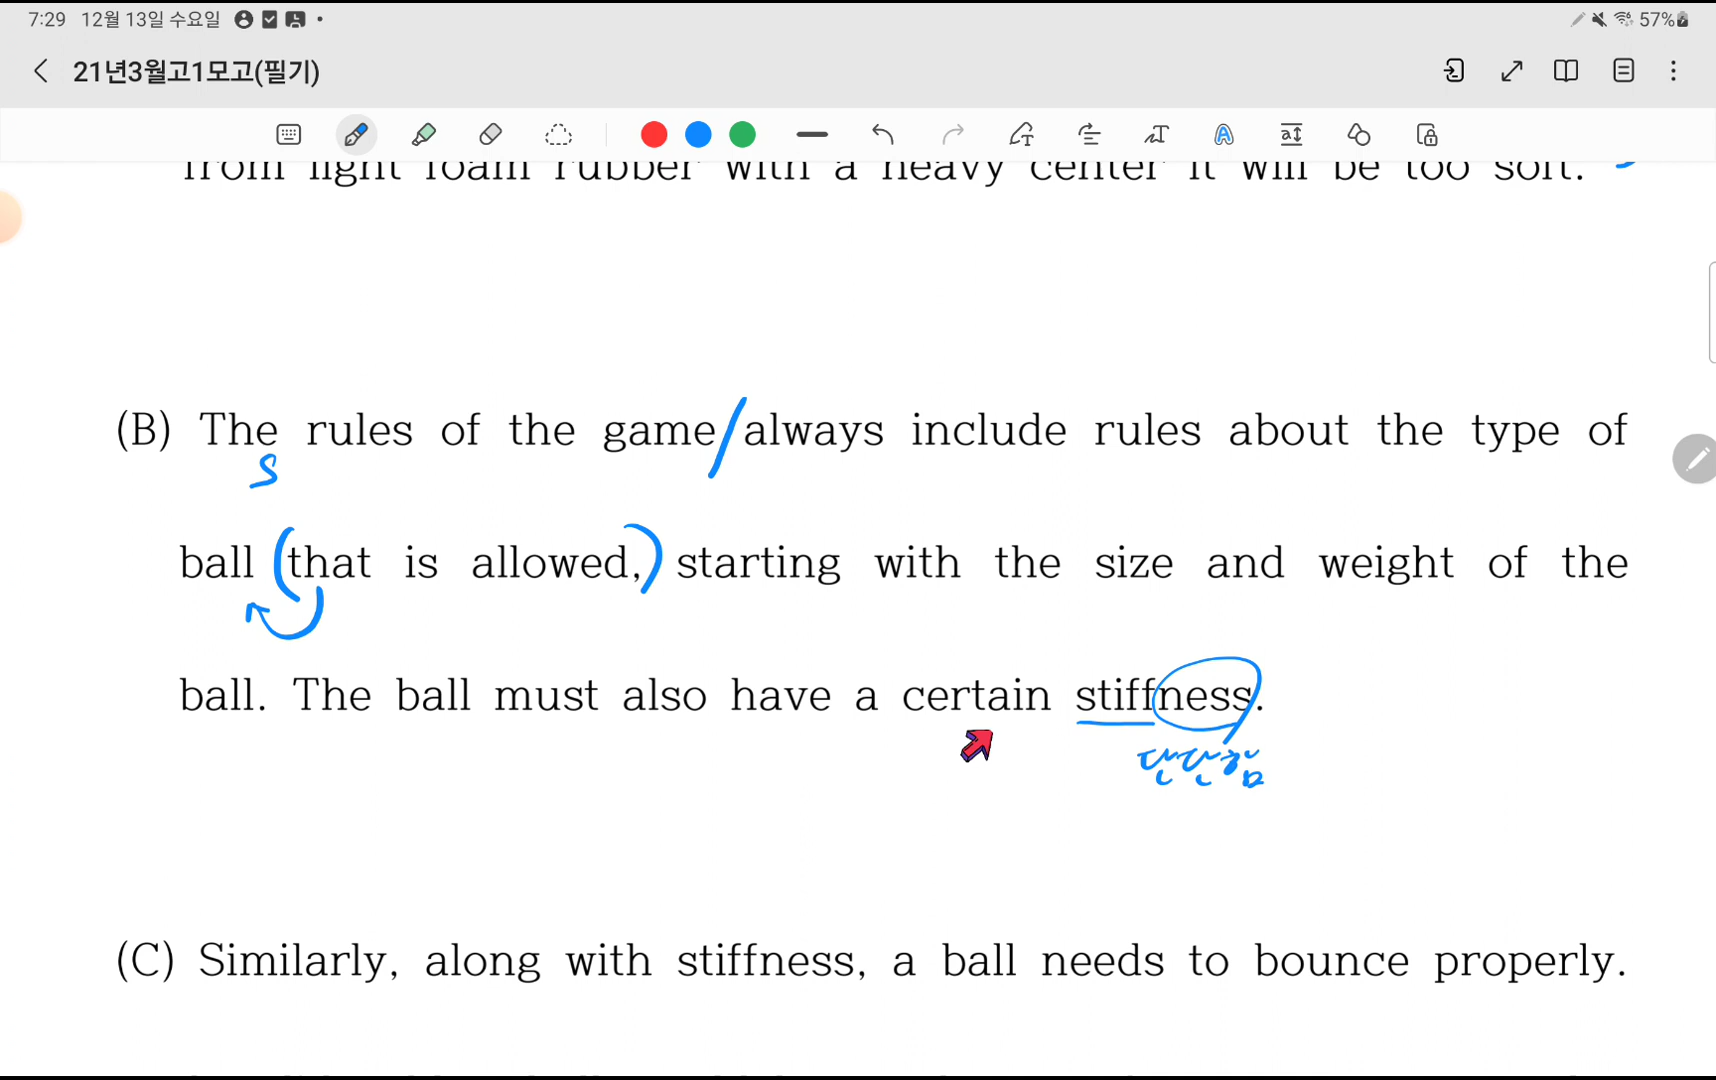 7:29 12월 13일 수요일 57%
21년3월고1모고(필기)
from light foam rubber with a heavy center it will be too soft.
(B) The rules of the game/always include rules about the type of
S
ball (that is allowed,) starting with the size and weight of the
ball. The ball must also have a certain stiffness.
단단함
(C) Similarly, along with stiffness, a ball needs to bounce properly.